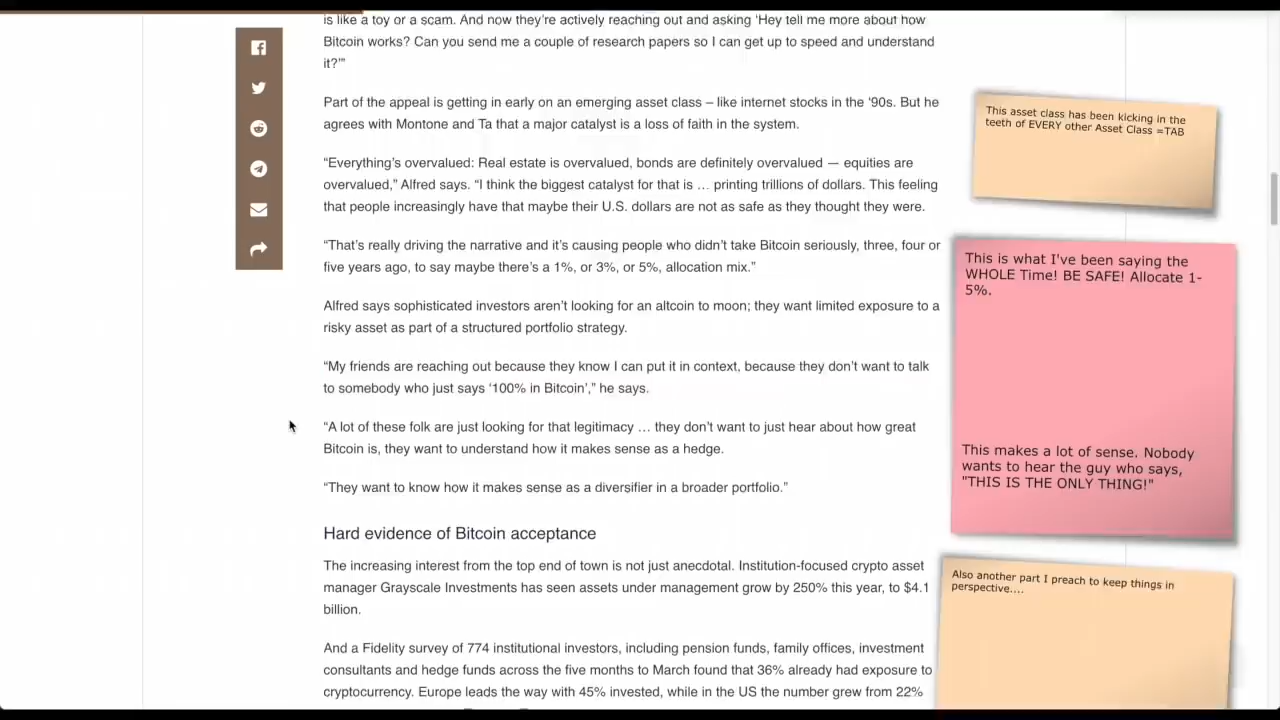 is like a toy or a scam. And now they're actively reaching out and asking ‘Hey tell me more about how
Bitcoin works? Can you send me a couple of research papers so I can get up to speed and understand
it?’”
Part of the appeal is getting in early on an emerging asset class – like internet stocks in the ‘90s. But he
agrees with Montone and Ta that a major catalyst is a loss of faith in the system.
“Everything’s overvalued: Real estate is overvalued, bonds are definitely overvalued — equities are
overvalued,” Alfred says. “I think the biggest catalyst for that is … printing trillions of dollars. This feeling
that people increasingly have that maybe their U.S. dollars are not as safe as they thought they were.
“That’s really driving the narrative and it’s causing people who didn’t take Bitcoin seriously, three, four or
five years ago, to say maybe there’s a 1%, or 3%, or 5%, allocation mix.”
Alfred says sophisticated investors aren’t looking for an altcoin to moon; they want limited exposure to a
risky asset as part of a structured portfolio strategy.
“My friends are reaching out because they know I can put it in context, because they don’t want to talk
to somebody who just says ‘100% in Bitcoin’,” he says.
“A lot of these folk are just looking for that legitimacy … they don’t want to just hear about how great
Bitcoin is, they want to understand how it makes sense as a hedge.
“They want to know how it makes sense as a diversifier in a broader portfolio.”
Hard evidence of Bitcoin acceptance
The increasing interest from the top end of town is not just anecdotal. Institution-focused crypto asset
manager Grayscale Investments has seen assets under management grow by 250% this year, to $4.1
billion.
And a Fidelity survey of 774 institutional investors, including pension funds, family offices, investment
consultants and hedge funds across the five months to March found that 36% already had exposure to
cryptocurrency. Europe leads the way with 45% invested, while in the US the number grew from 22%
This asset class has been kicking in the
teeth of EVERY other Asset Class =TAB
This is what I've been saying the
WHOLE Time! BE SAFE! Allocate 1-
5%.
This makes a lot of sense. Nobody
wants to hear the guy who says,
"THIS IS THE ONLY THING!"
Also another part I preach to keep things in
perspective....